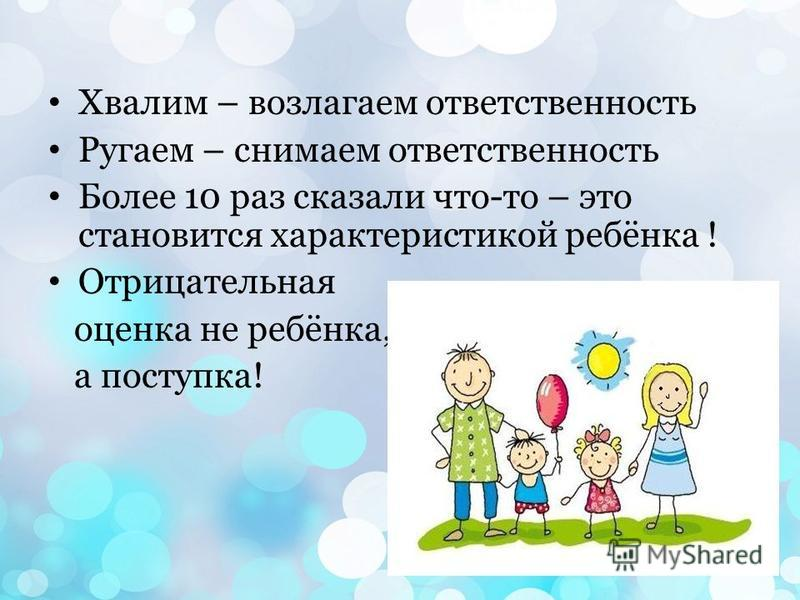 • Хвалим – возлагаем ответственность
• Ругаем – снимаем ответственность
• Более 10 раз сказали что-то – это
становится характеристикой ребёнка !
• Отрицательная
оценка не ребёнка,
а поступка!
MyShared